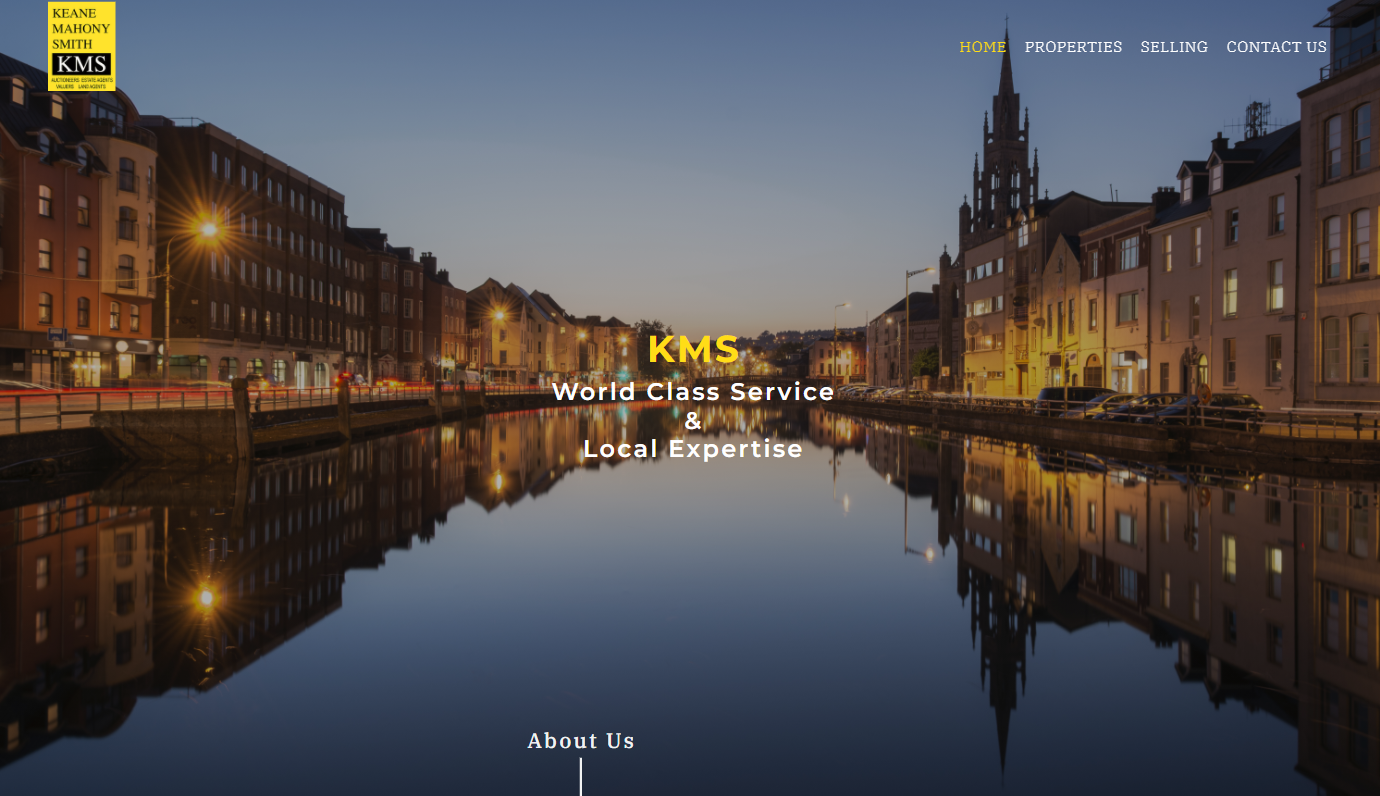 KEANE
MAHONY
SMITH
KMS
AUCTIONEERS ESTATE AGENTS
VALUERS LAND AGENTS
HOME PROPERTIES SELLING CONTACT US
KMS
World Class Service
&
Local Expertise
About Us